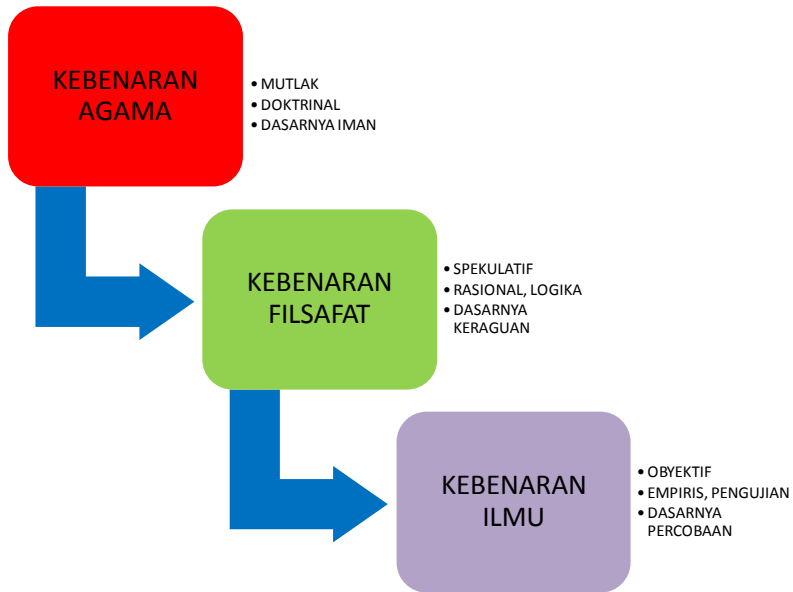 KEBENARAN
AGAMA
• MUTLAK
• DOKTRINAL
• DASARNYA IMAN
KEBENARAN
FILSAFAT
• SPEKULATIF
• RASIONAL, LOGIKA
• DASARNYA
KERAGUAN
KEBENARAN
ILMU
• OBYEKTIF
• EMPIRIS, PENGUJIAN
• DASARNYA
PERCOBAAN